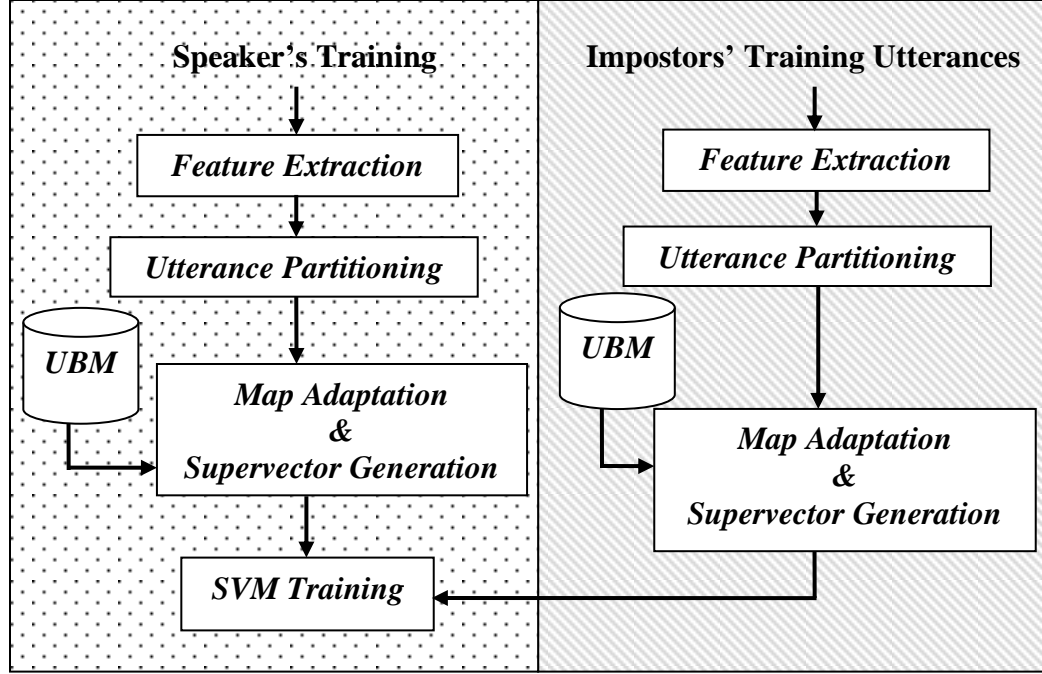 Speaker's Training
Feature Extraction
Utterance Partitioning
UBM
Map Adaptation
&
Supervector Generation
SVM Training
Impostors' Training Utterances
Feature Extraction
Utterance Partitioning
UBM
Map Adaptation
&
Supervector Generation